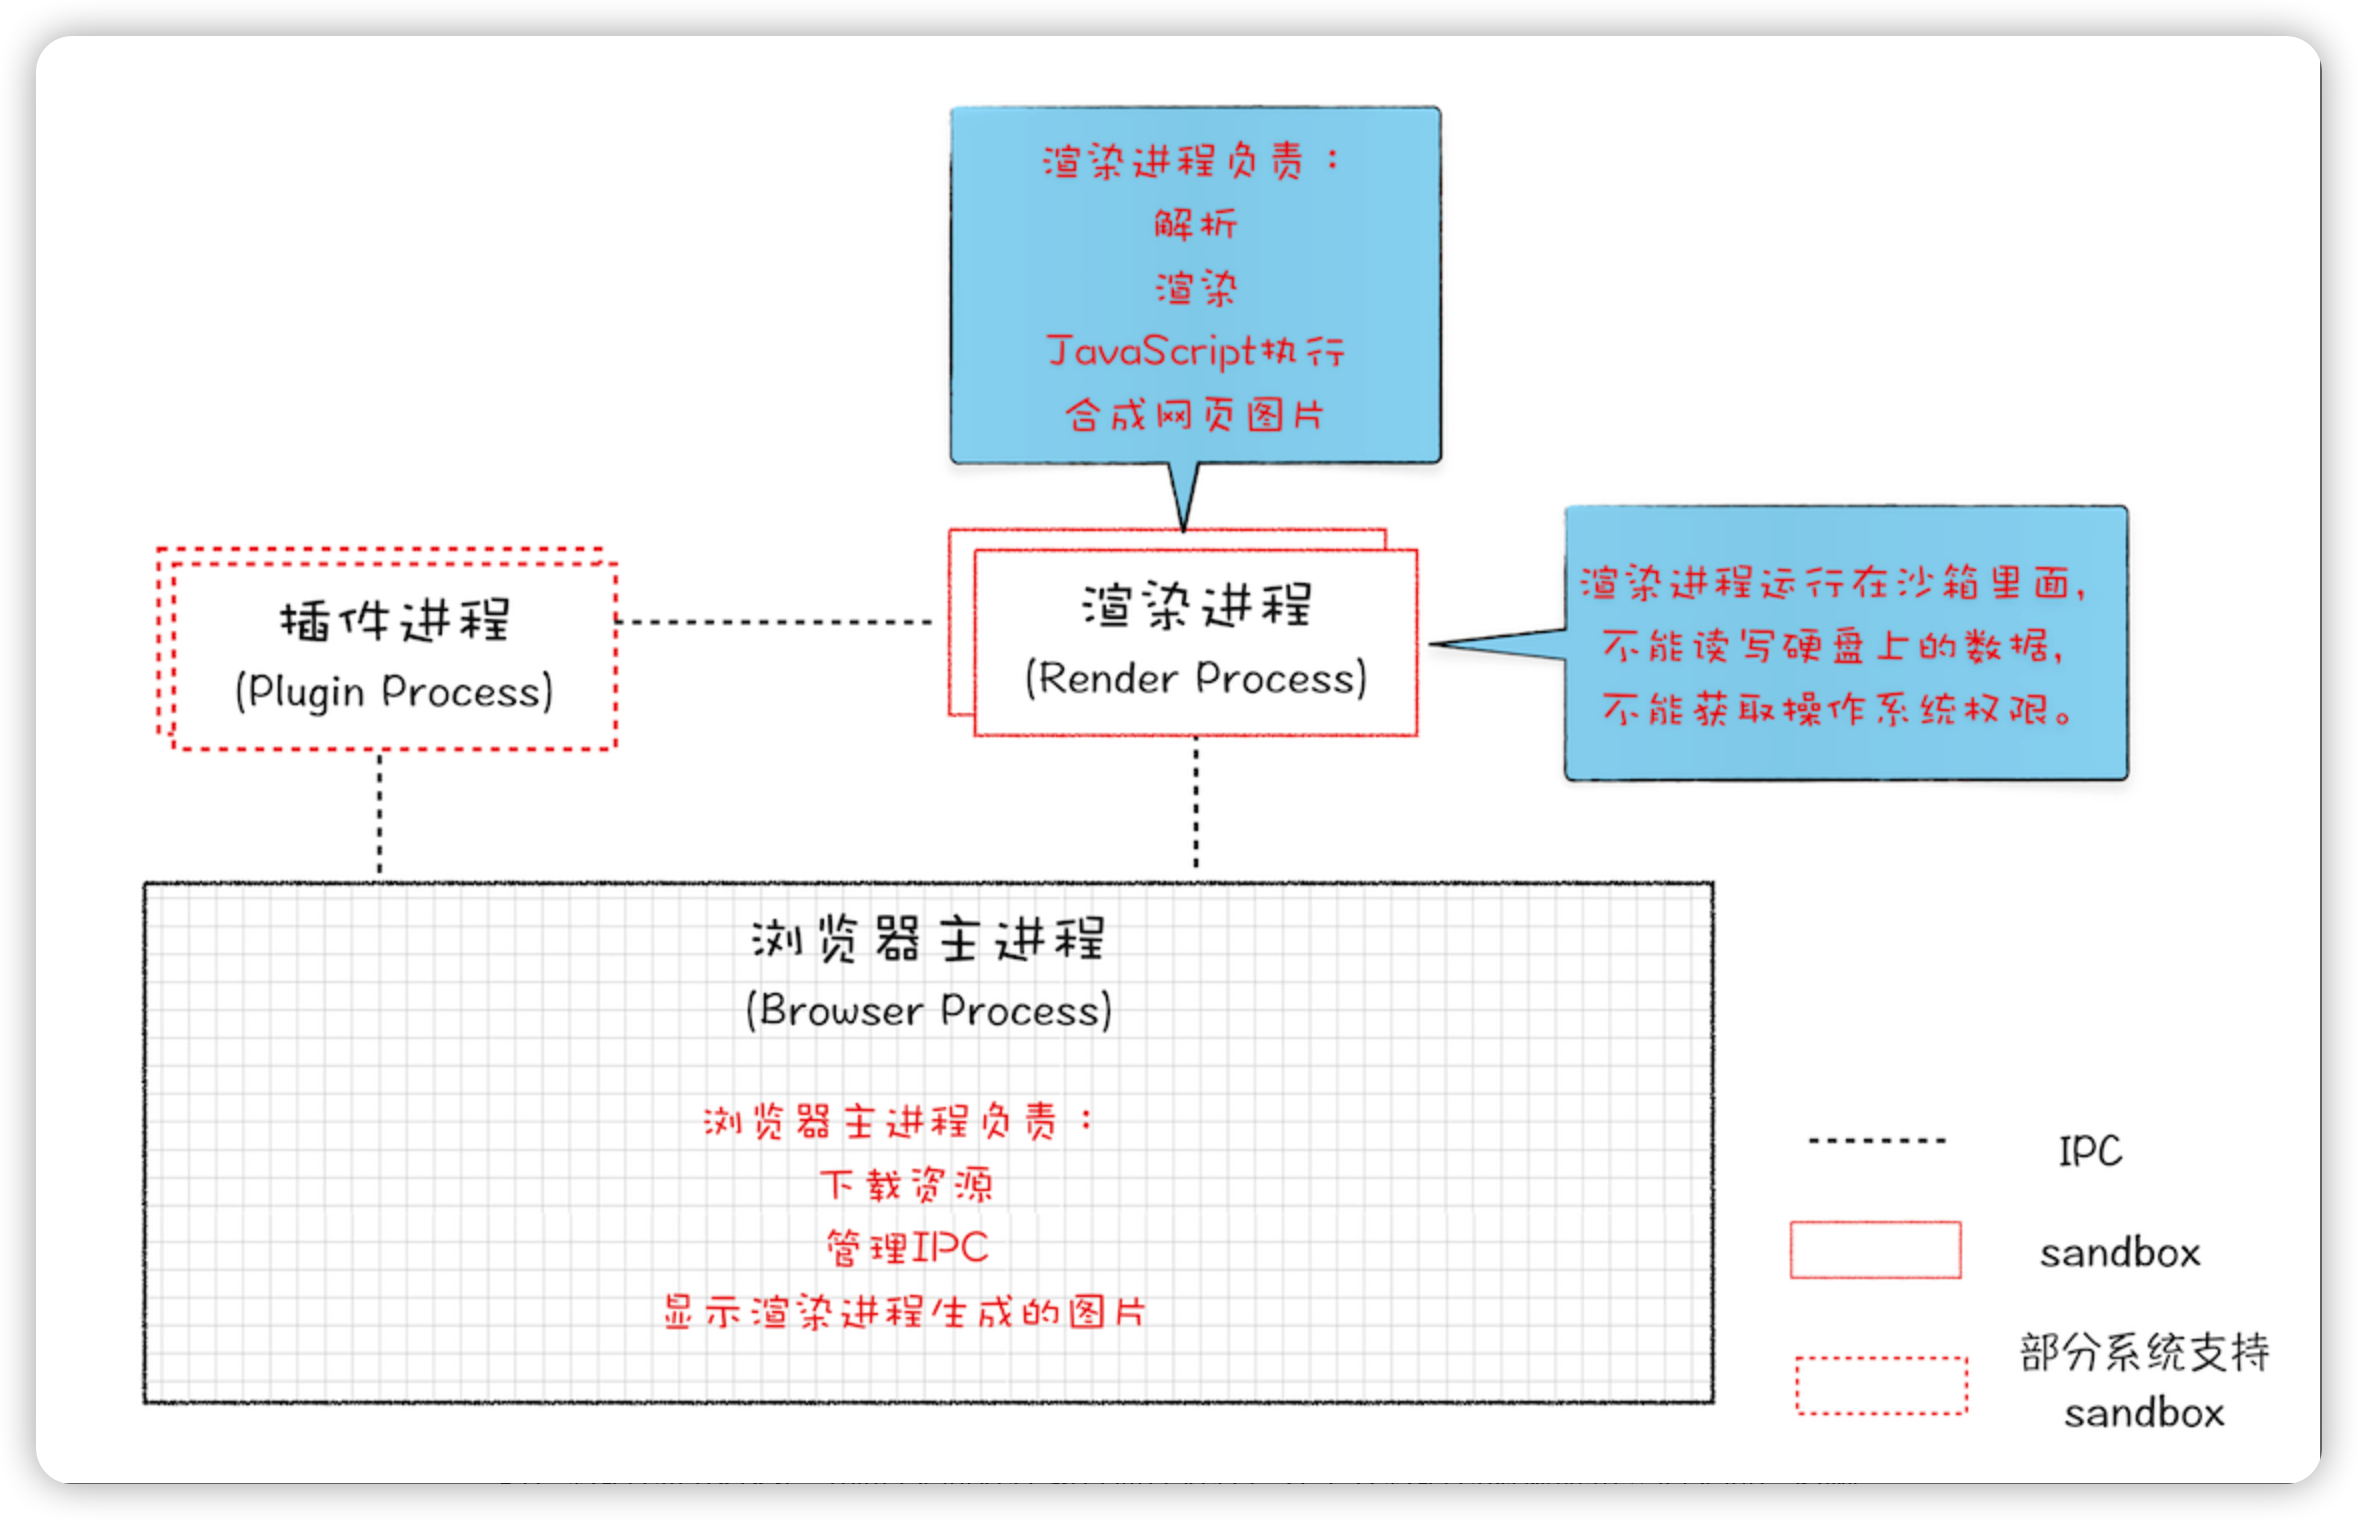 渲染进程负责：
解析
渲染
JavaScript执行
合成网页图片
插件进程
(Plugin Process)
渲染进程
(Render Process)
渲染进程运行在沙箱里面，
不能读写硬盘上的数据，
不能获取操作系统权限。
浏览器主进程
(Browser Process)
浏览器主进程负责：
下载资源
管理IPC
显示渲染进程生成的图片
IPC
sandbox
部分系统支持
sandbox